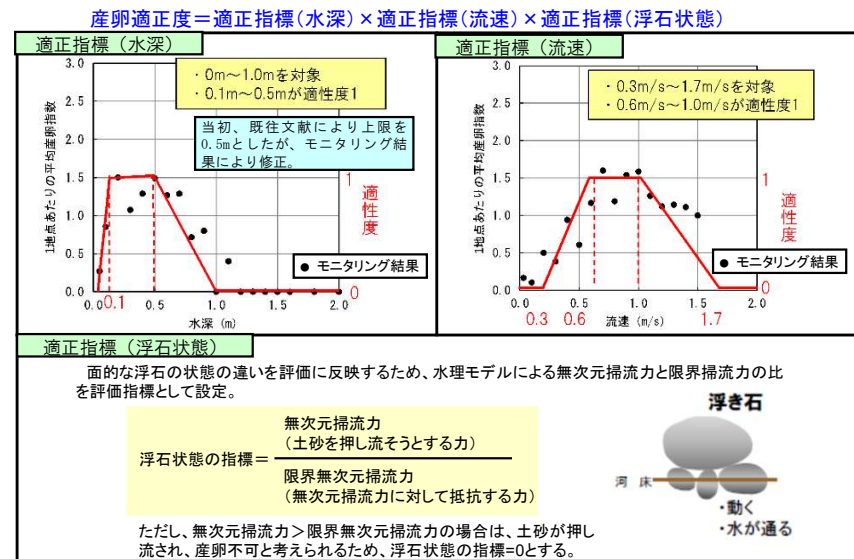 産卵適正度＝適正指標（水深）×適正指標（流速）×適正指標（浮石状態）
適正指標（水深）
3.0
2.5
2.0
1.5
1.0
0.5
0.0
1地点あたりの平均産卵指数
・0m～1.0mを対象
・0.1m～0.5mが適性度1
当初、既往文献により上限を
0.5mとしたが、モニタリング結
果により修正。
1
適性度
0
● モニタリング結果
0.0 0.5 1.0 1.5 2.0
0.1
水深 (m)
適正指標（流速）
3.0
2.5
2.0
1.5
1.0
0.5
0.0
1地点あたりの平均産卵指数
・0.3m/s～1.7m/sを対象
・0.6m/s～1.0m/sが適性度1
1
適性度
0
● モニタリング結果
0.0 0.5 1.0 1.5 2.0
0.3 0.6 流速 (m/s) 1.7
適正指標（浮石状態）
面的な浮石の状態の違いを評価に反映するため、水理モデルによる無次元掃流力と限界掃流力の比
を評価指標として設定。
無次元掃流力
（土砂を押し流そうとする力）
浮石状態の指標＝
限界無次元掃流力
（無次元掃流力に対して抵抗する力）
ただし、無次元掃流力＞限界無次元掃流力の場合は、土砂が押し
流され、産卵不可と考えられるため、浮石状態の指標=0とする。
浮き石
河 床
・動く
・水が通る